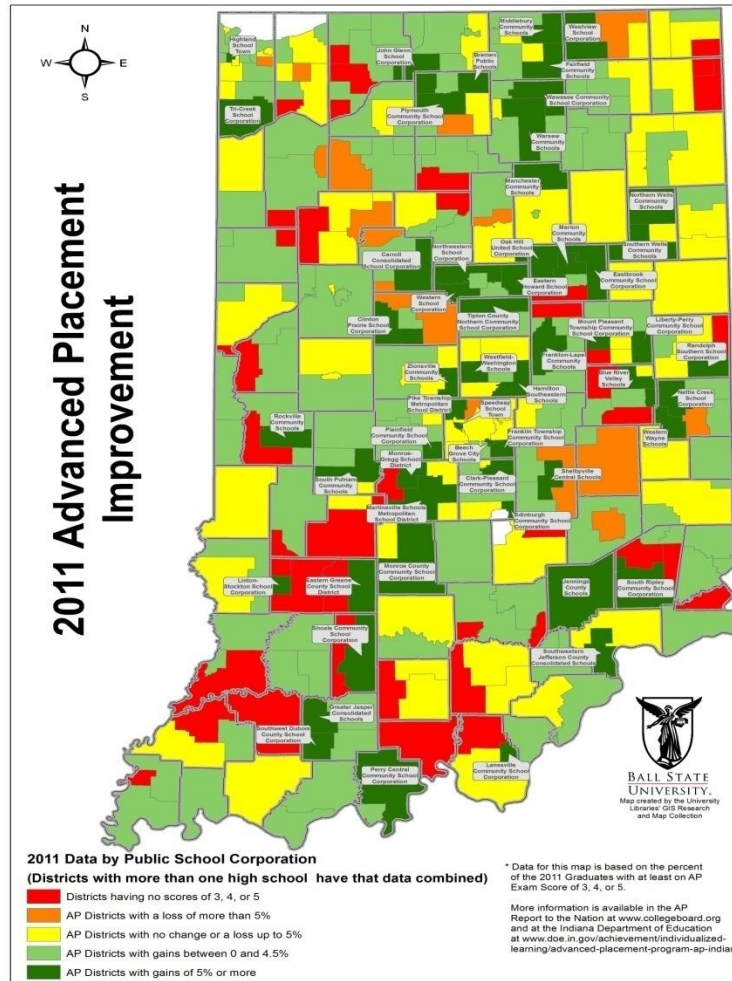 2011 Advanced Placement
Improvement
N
W
E
S
Highland
School
Town
Tri-Creek
School
Corporation
John Glenn
School
Corporation
Plymouth
Community School
Corporation
Bremen
Public
Schools
Middlebury
Community
Schools
Westview
School
Corporation
Fairfield
Community
Schools
Wawasee Community
School Corporation
Warsaw
Community
Schools
Manchester
Community
Schools
Northern Wells
Community
Schools
Southern Wells
Community
Schools
Marion
Community
Schools
Oak Hill
United School
Corporation
Northwestern
School
Corporation
Carroll
Consolidated
School Corporation
Eastern
Howard School
Corporation
Eastbrook
Community School
Corporation
Western
School
Corporation
Clinton
Prairie School
Corporation
Tipton County
Northern Community
School Corporation
Mount Pleasant
Township Community
School Corporation
Liberty-Perry
Community School
Corporation
Randolph
Southern School
Corporation
Westfield-
Washington
Schools
Frankton-Lapel
Community
Schools
Zionsville
Community
Schools
Hamilton
Southeastern
Schools
Blue River
Valley
Schools
Nettle Creek
School
Corporation
Pike Township
Metropolitan
School District
Speedway
School
Town
Rockville
Community
Schools
Plainfield
Community School
Corporation
Franklin Township
Community School
Corporation
Western
Wayne
Schools
Beech
Grove City
Schools
Monroe-
Gregg School
District
Shelbyville
Central Schools
South Putnam
Community
Schools
Clark-Pleasant
Community School
Corporation
Martinsville Schools
Metropolitan
School District
Edinburgh
Community School
Corporation
Linton-
Stockton School
Corporation
Eastern Greene
County School
District
Monroe County
Community School
Corporation
Jennings
County
Schools
South Ripley
Community School
Corporation
Shoals Community
School
Corporation
Southwestern
Jefferson County
Consolidated Schools
Greater Jasper
Consolidated
Schools
Southwest Dubois
County School
Corporation
Perry Central
Community School
Corporation
Lanesville
Community School
Corporation
BALL STATE
UNIVERSITY.
Map created by the University
Libraries' GIS Research
and Map Collection
2011 Data by Public School Corporation
(Districts with more than one high school have that data combined)
Districts having no scores of 3, 4, or 5
AP Districts with a loss of more than 5%
AP Districts with no change or a loss up to 5%
AP Districts with gains between 0 and 4.5%
AP Districts with gains of 5% or more
* Data for this map is based on the percent
of the 2011 Graduates with at least on AP
Exam Score of 3, 4, or 5.
More information is available in the AP
Report to the Nation at www.collegeboard.org
and at the Indiana Department of Education
at www.doe.in.gov/achievement/individualized-
learning/advanced-placement-program-ap-indian